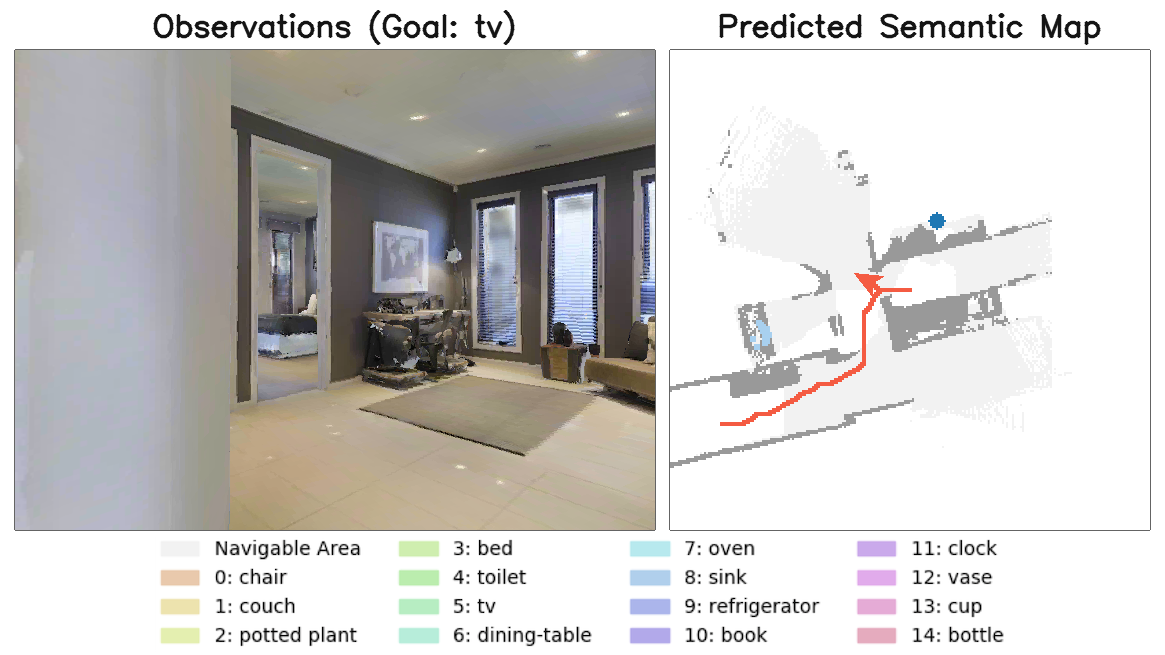 Observations (Goal: tv)
Predicted Semantic Map
Navigable Area
0: chair
1: couch
2: potted plant
3: bed
4: toilet
5: tv
6: dining-table
7: oven
8: sink
9: refrigerator
10: book
11: clock
12: vase
13: cup
14: bottle